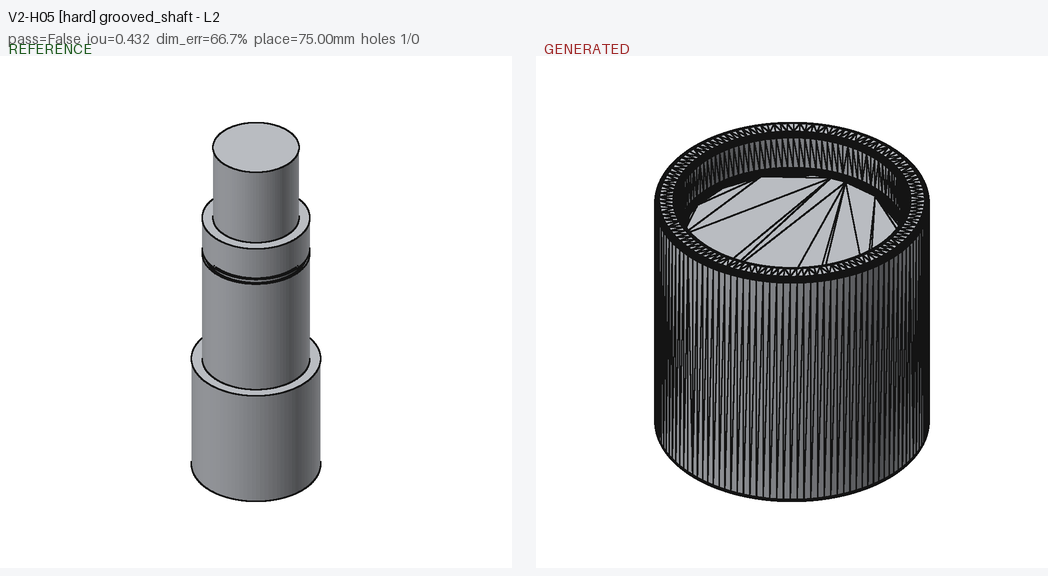 V2-H05 [hard] grooved_shaft - L2
pass=False iou=0.432 dim_err=66.7% place=75.00mm holes 1/0
REFERENCE
GENERATED